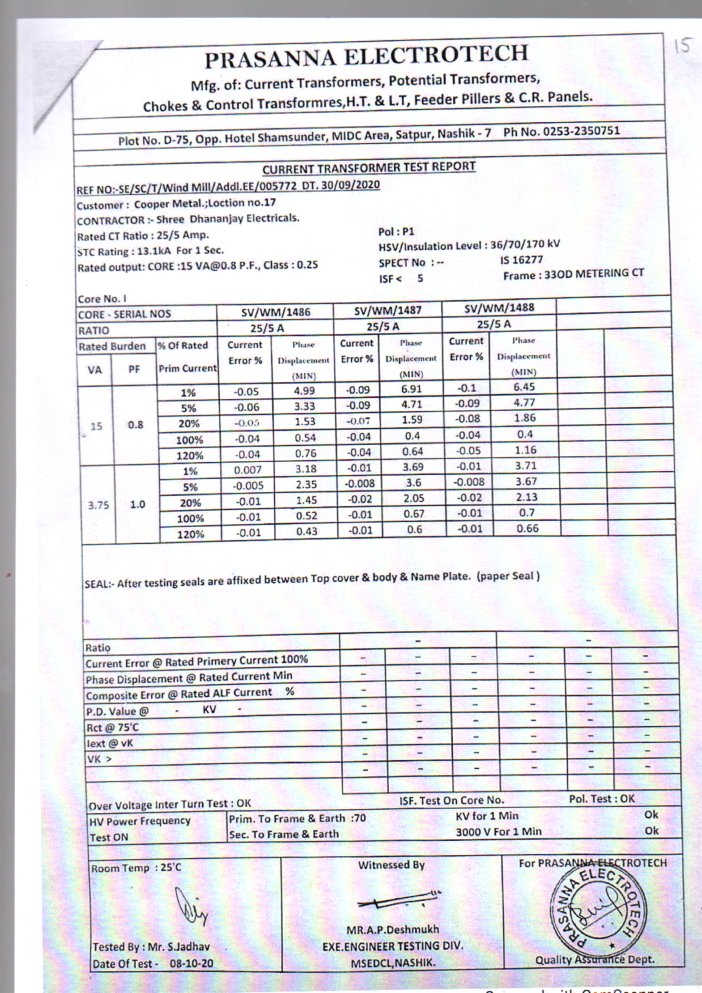 15
PRASANNA ELECTROTECH
Mfg. of: Current Transformers, Potential Transformers,
Chokes & Control Transformres,H.T. & L.T, Feeder Pillers & C.R. Panels.
Plot No. D-75, Opp. Hotel Shamsunder, MIDC Area, Satpur, Nashik - 7 Ph No. 0253-2350751
CURRENT TRANSFORMER TEST REPORT
REF NO:-SE/SC/T/Wind Mill/Addl.EE/005772 DT. 30/09/2020
Customer : Cooper Metal.;Loction no.17
CONTRACTOR :- Shree Dhananjay Electricals.
Rated CT Ratio : 25/5 Amp. Pol : P1
STC Rating : 13.1kA For 1 Sec. HSV/Insulation Level : 36/70/170 kV
Rated output: CORE :15 VA@0.8 P.F., Class : 0.2S SPECT No : -- IS 16277
ISF < 5 Frame : 33OD METERING CT
Core No. I
CORE - SERIAL NOS SV/WM/1486 SV/WM/1487 SV/WM/1488
RATIO 25/5 A 25/5 A 25/5 A
Rated Burden % Of Rated Current Phase Current Phase Current Phase
VA PF Prim Current Error % Displacement Error % Displacement Error % Displacement
(MIN) (MIN) (MIN)
1% -0.05 4.99 -0.09 6.91 -0.1 6.45
5% -0.06 3.33 -0.09 4.71 -0.09 4.77
15 0.8 20% -0.05 1.53 -0.07 1.59 -0.08 1.86
100% -0.04 0.54 -0.04 0.4 -0.04 0.4
120% -0.04 0.76 -0.04 0.64 -0.05 1.16
1% 0.007 3.18 -0.01 3.69 -0.01 3.71
5% -0.005 2.35 -0.008 3.6 -0.008 3.67
3.75 1.0 20% -0.01 1.45 -0.02 2.05 -0.02 2.13
100% -0.01 0.52 -0.01 0.67 -0.01 0.7
120% -0.01 0.43 -0.01 0.6 -0.01 0.66
SEAL:- After testing seals are affixed between Top cover & body & Name Plate. (paper Seal )
Ratio - -
Current Error @ Rated Primery Current 100% - - - - - -
Phase Displacement @ Rated Current Min - - - - - -
Composite Error @ Rated ALF Current % - - - - - -
P.D. Value @ - KV - - - - - - -
Rct @ 75'C - - - - - -
Iext @ vK - - - - - -
VK > - - - - - -
- - - - - -
Over Voltage Inter Turn Test : OK ISF. Test On Core No. Pol. Test : OK
HV Power Frequency Prim. To Frame & Earth :70 KV for 1 Min Ok
Test ON Sec. To Frame & Earth 3000 V For 1 Min Ok
Room Temp : 25'C Witnessed By For PRASANNA ELECTROTECH
PRASANNA ELECTROTECH
MR.A.P.Deshmukh
Tested By : Mr. S.Jadhav EXE.ENGINEER TESTING DIV.
Date Of Test - 08-10-20 MSEDCL,NASHIK. Quality Assurance Dept.